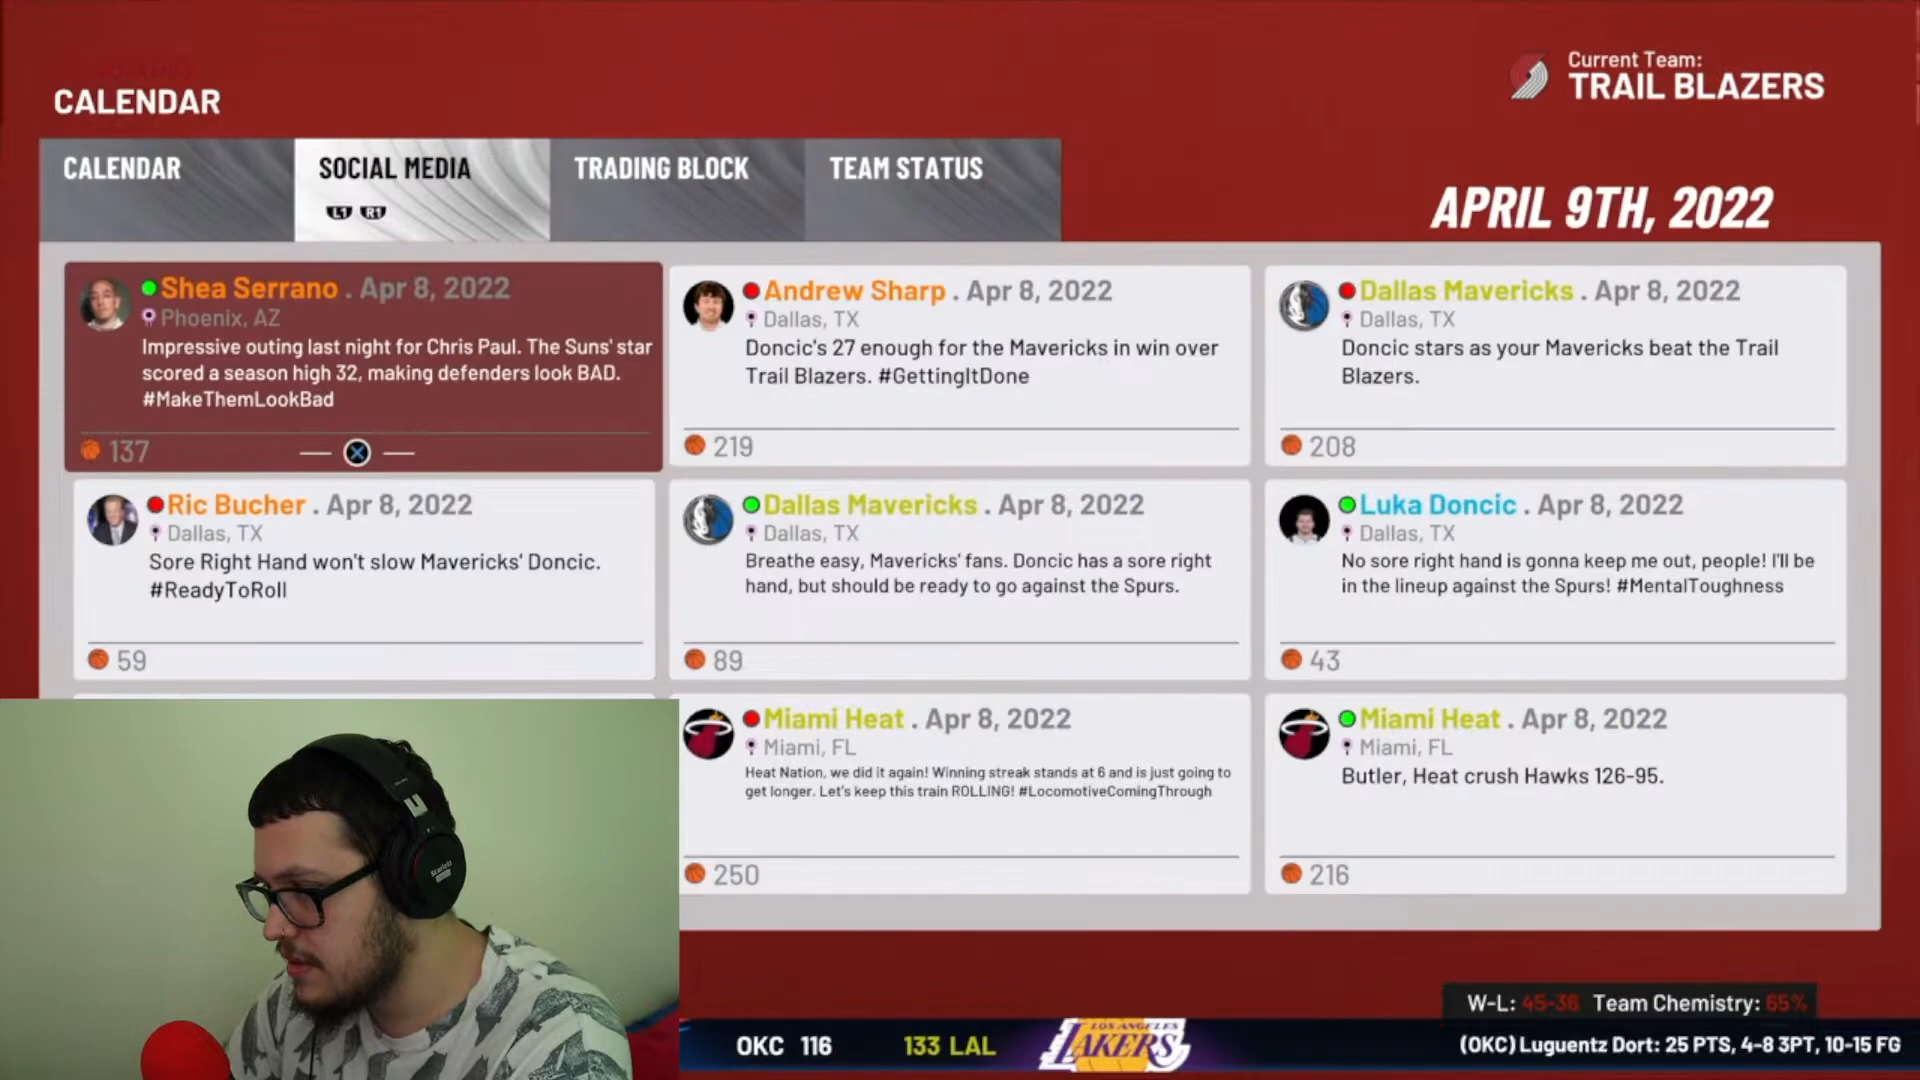 Current Team:
TRAIL BLAZERS
CALENDAR
CALENDAR
SOCIAL MEDIA
L1 R1
TRADING BLOCK
TEAM STATUS
APRIL 9TH, 2022
Shea Serrano . Apr 8, 2022
Phoenix, AZ
Impressive outing last night for Chris Paul. The Suns' star
scored a season high 32, making defenders look BAD.
#MakeThemLookBad
137
Andrew Sharp . Apr 8, 2022
Dallas, TX
Doncic's 27 enough for the Mavericks in win over
Trail Blazers. #GettingItDone
219
Dallas Mavericks . Apr 8, 2022
Dallas, TX
Doncic stars as your Mavericks beat the Trail
Blazers.
208
Ric Bucher . Apr 8, 2022
Dallas, TX
Sore Right Hand won't slow Mavericks' Doncic.
#ReadyToRoll
59
Dallas Mavericks . Apr 8, 2022
Dallas, TX
Breathe easy, Mavericks' fans. Doncic has a sore right
hand, but should be ready to go against the Spurs.
89
Luka Doncic . Apr 8, 2022
Dallas, TX
No sore right hand is gonna keep me out, people! I'll be
in the lineup against the Spurs! #MentalToughness
43
Miami Heat . Apr 8, 2022
Miami, FL
Heat Nation, we did it again! Winning streak stands at 6 and is just going to
get longer. Let's keep this train ROLLING! #LocomotiveComingThrough
250
Miami Heat . Apr 8, 2022
Miami, FL
Butler, Heat crush Hawks 126-95.
216
W-L: 45-36 Team Chemistry: 65%
OKC 116 133 LAL
LOS ANGELES
LAKERS
(OKC) Luguentz Dort: 25 PTS, 4-8 3PT, 10-15 FG